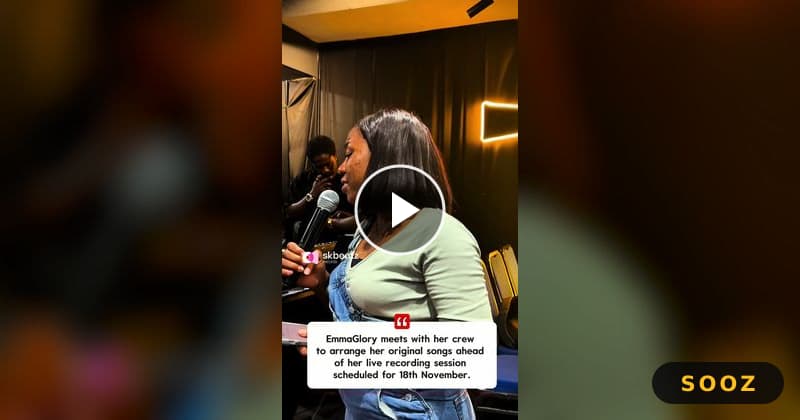 skbeatz
EmmaGlory meets with her crew
to arrange her original songs ahead
of her live recording session
scheduled for 18th November.
SOOZ